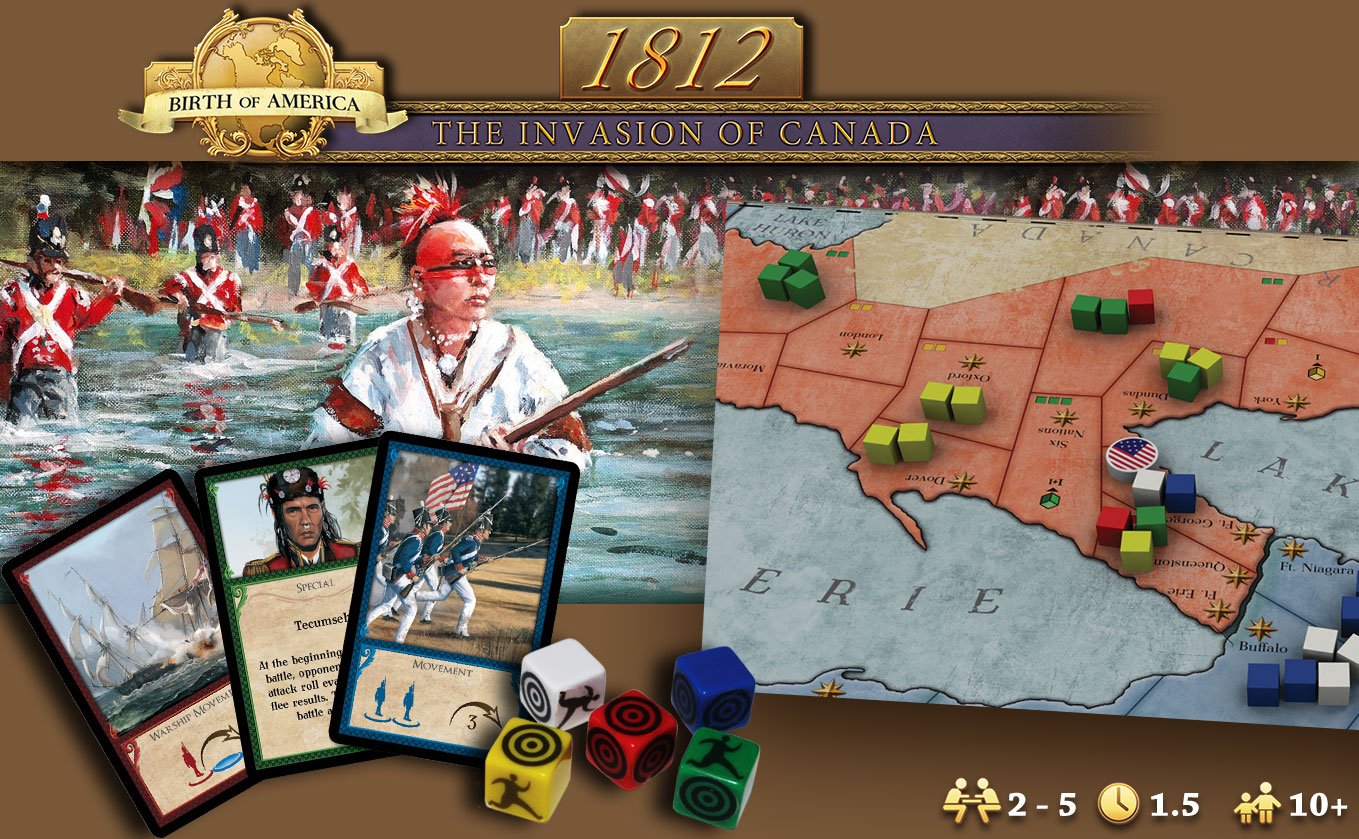 1812
BIRTH OF AMERICA
THE INVASION OF CANADA
LAKE
HURON
CANADA
London
Oxford
Moravia
Six
Nations
Dundas
York
I
Dover
I+I
LAK
Ft. George
Queenston
Ft. Erie
Ft. Niagara
Buffalo
ERIE
WARSHIP MOVEM
SPECIAL
Tecumseh
At the beginning
battle, opponen
attack roll eve
flee results. T
battle a
MOVEMENT
3
2 - 5
1.5
10+